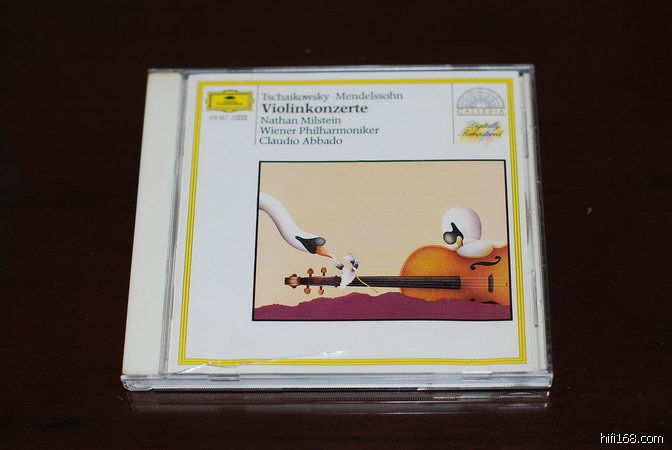 Tschaikowsky · Mendelssohn
Violinkonzerte
Nathan Milstein
Wiener Philharmoniker
Claudio Abbado
GALLERIA
Digitally
Remastered
hifi168.com